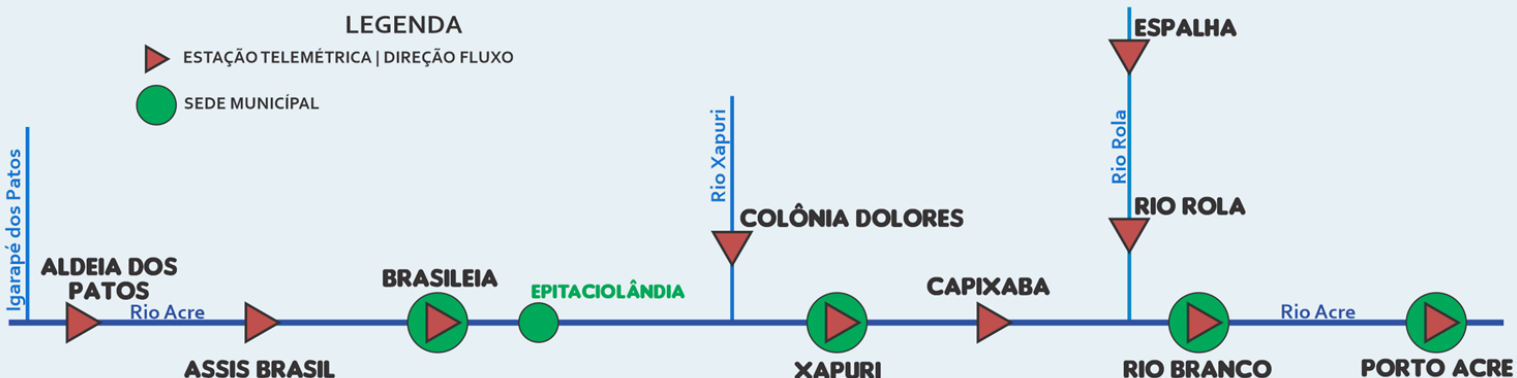 LEGENDA
ESTAÇÃO TELEMÉTRICA | DIREÇÃO FLUXO
SEDE MUNICÍPAL
Igarapé dos Patos
ALDEIA DOS
PATOS
Rio Acre
ASSIS BRASIL
BRASILEIA
EPITACIOLÂNDIA
Rio Xapuri
COLÔNIA DOLORES
XAPURI
CAPIXABA
ESPALHA
Rio Rola
RIO ROLA
RIO BRANCO
Rio Acre
PORTO ACRE